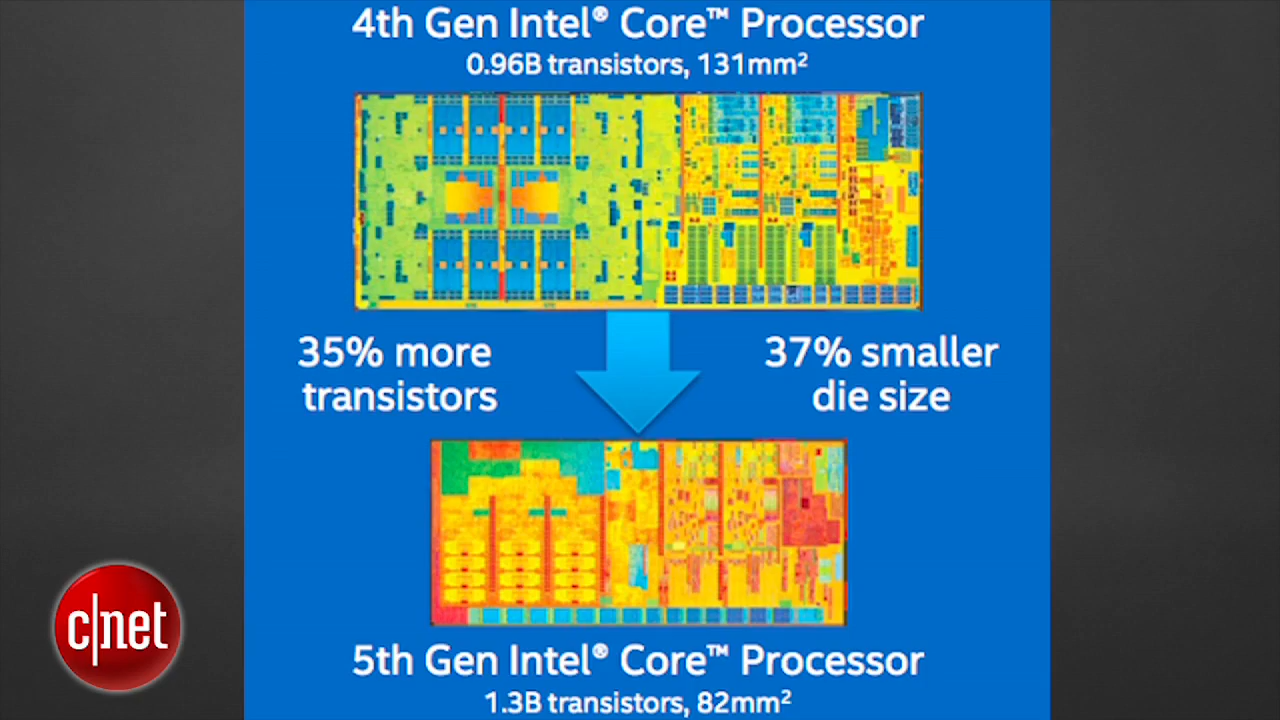 4th Gen Intel® Core™ Processor
0.96B transistors, 131mm²
35% more
transistors
37% smaller
die size
5th Gen Intel® Core™ Processor
1.3B transistors, 82mm²
c|net